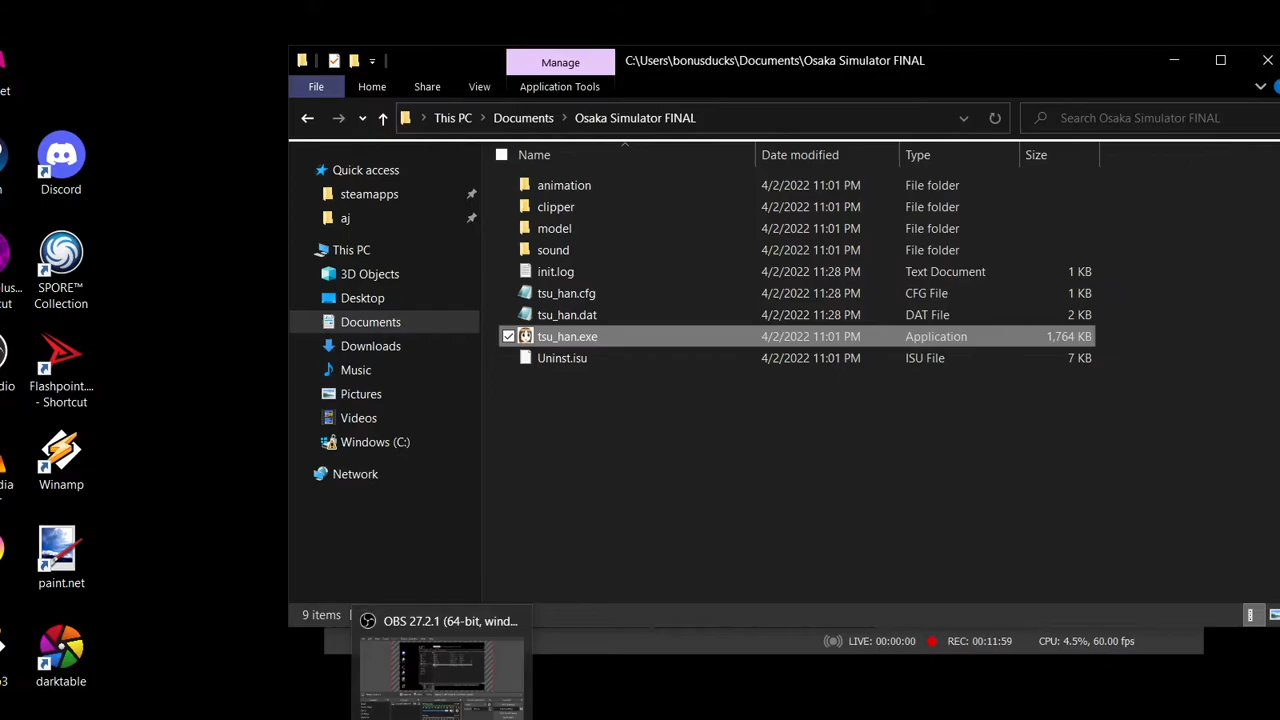 Manage
C:\Users\bonusducks\Documents\Osaka Simulator FINAL
File Home Share View Application Tools
This PC Documents Osaka Simulator FINAL
Search Osaka Simulator FINAL
Name Date modified Type Size
animation 4/2/2022 11:01 PM File folder
clipper 4/2/2022 11:01 PM File folder
model 4/2/2022 11:01 PM File folder
sound 4/2/2022 11:01 PM File folder
init.log 4/2/2022 11:28 PM Text Document 1 KB
tsu_han.cfg 4/2/2022 11:28 PM CFG File 1 KB
tsu_han.dat 4/2/2022 11:28 PM DAT File 2 KB
tsu_han.exe 4/2/2022 11:01 PM Application 1,764 KB
Uninst.isu 4/2/2022 11:01 PM ISU File 7 KB
Quick access
steamapps
aj
This PC
3D Objects
Desktop
Documents
Downloads
Music
Pictures
Videos
Windows (C:)
Network
9 items
OBS 27.2.1 (64-bit, wind...
LIVE: 00:00:00 REC: 00:11:59 CPU: 4.5%, 60.00 fps
et
Discord
n
SPORE™
Collection
plus...
cut
Flashpoint....
- Shortcut
dio
Winamp
dia
paint.net
darktable
p3